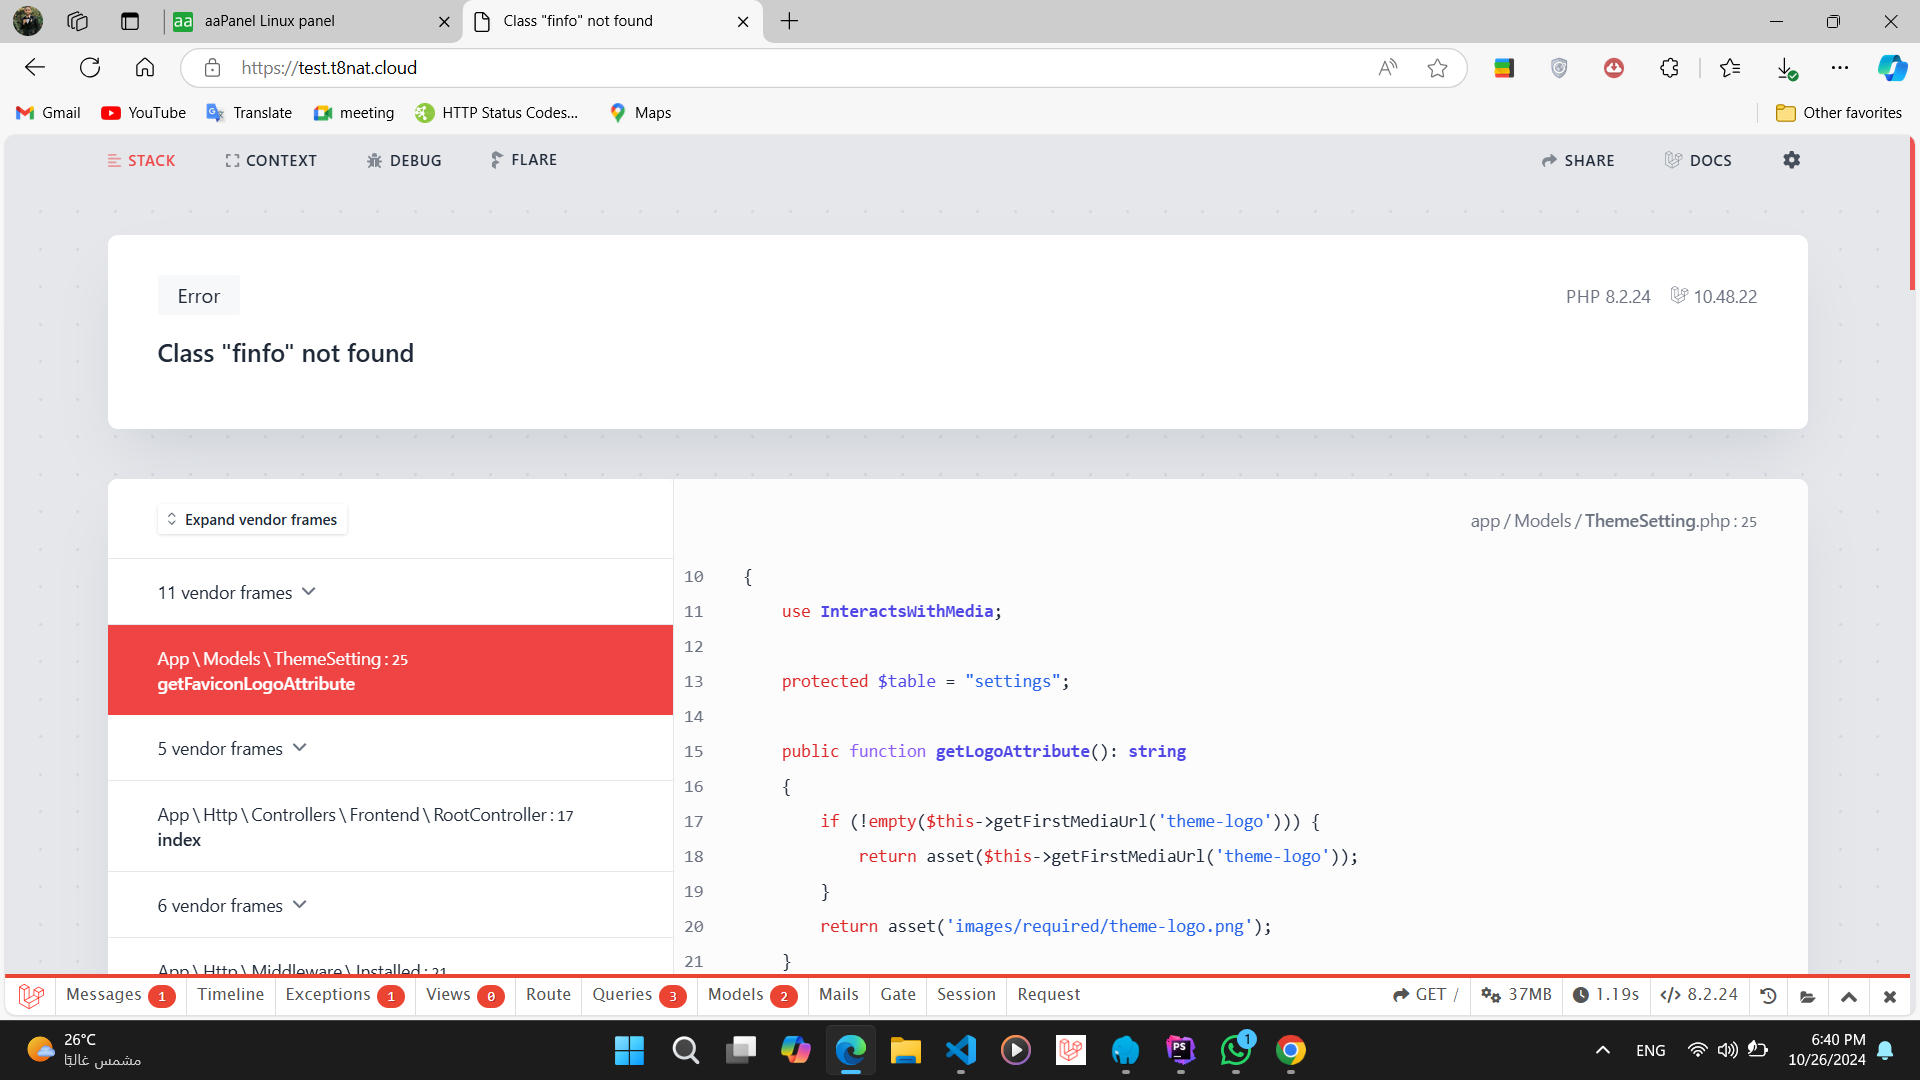 aaPanel Linux panel
Class "finfo" not found
https://test.t8nat.cloud
Gmail
YouTube
Translate
meeting
HTTP Status Codes...
Maps
Other favorites
STACK
CONTEXT
DEBUG
FLARE
SHARE
DOCS
Error
PHP 8.2.24
10.48.22
Class "finfo" not found
Expand vendor frames
app / Models / ThemeSetting.php : 25
11 vendor frames
App \ Models \ ThemeSetting : 25
getFaviconLogoAttribute
5 vendor frames
App \ Http \ Controllers \ Frontend \ RootController : 17
index
6 vendor frames
App \ Http \ Middleware \ Installed : 21
10 {
11 use InteractsWithMedia;
12
13 protected $table = "settings";
14
15 public function getLogoAttribute(): string
16 {
17 if (!empty($this->getFirstMediaUrl('theme-logo'))) {
18 return asset($this->getFirstMediaUrl('theme-logo'));
19 }
20 return asset('images/required/theme-logo.png');
21 }
Messages 1
Timeline
Exceptions 1
Views 0
Route
Queries 3
Models 2
Mails
Gate
Session
Request
GET /
37MB
1.19s
8.2.24
26°C
مشمس غالبًا
ENG
6:40 PM
10/26/2024